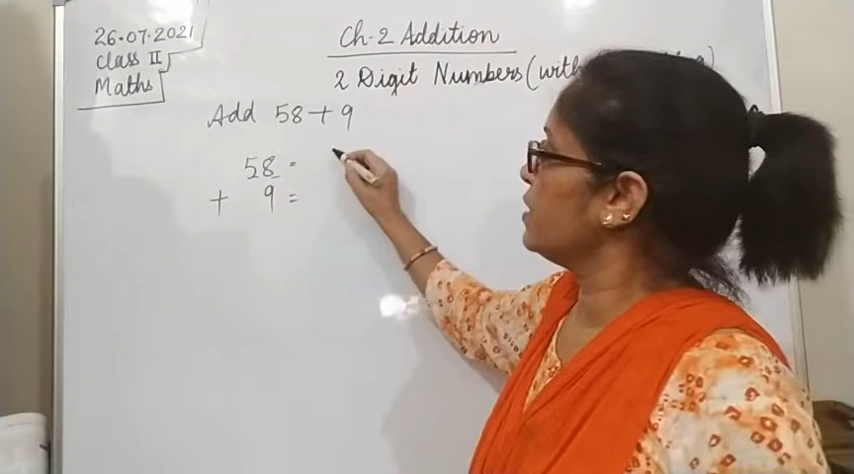 26.07.2021
Class II
Maths
Ch-2 Addition
2 Digit Numbers (with
Add 58 + 9
58 =
+ 9 =